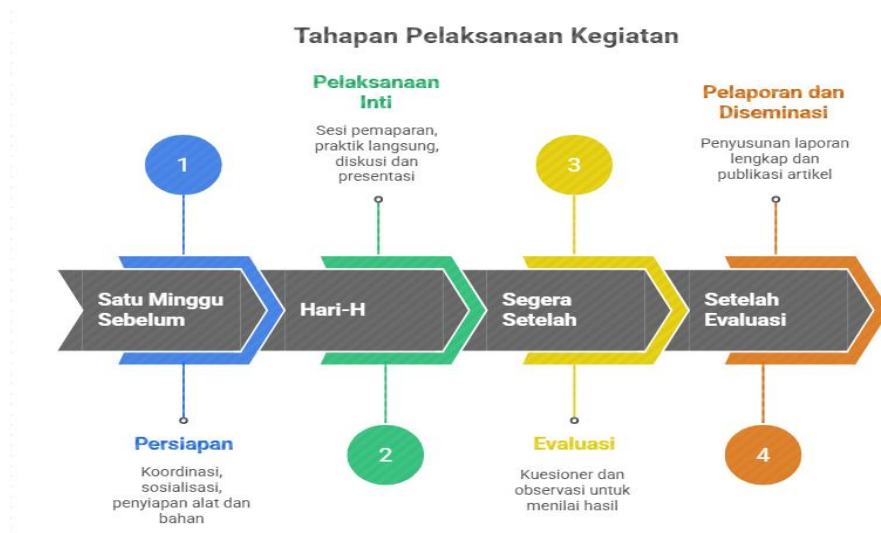 Tahapan Pelaksanaan Kegiatan
1
Satu Minggu
Sebelum
Persiapan
Koordinasi,
sosialisasi,
penyiapan alat dan
bahan
Pelaksanaan
Inti
Sesi pemaparan,
praktik langsung,
diskusi dan
presentasi
Hari-H
2
3
Segera
Setelah
Evaluasi
Kuesioner dan
observasi untuk
menilai hasil
Pelaporan dan
Diseminasi
Penyusunan laporan
lengkap dan
publikasi artikel
Setelah
Evaluasi
4